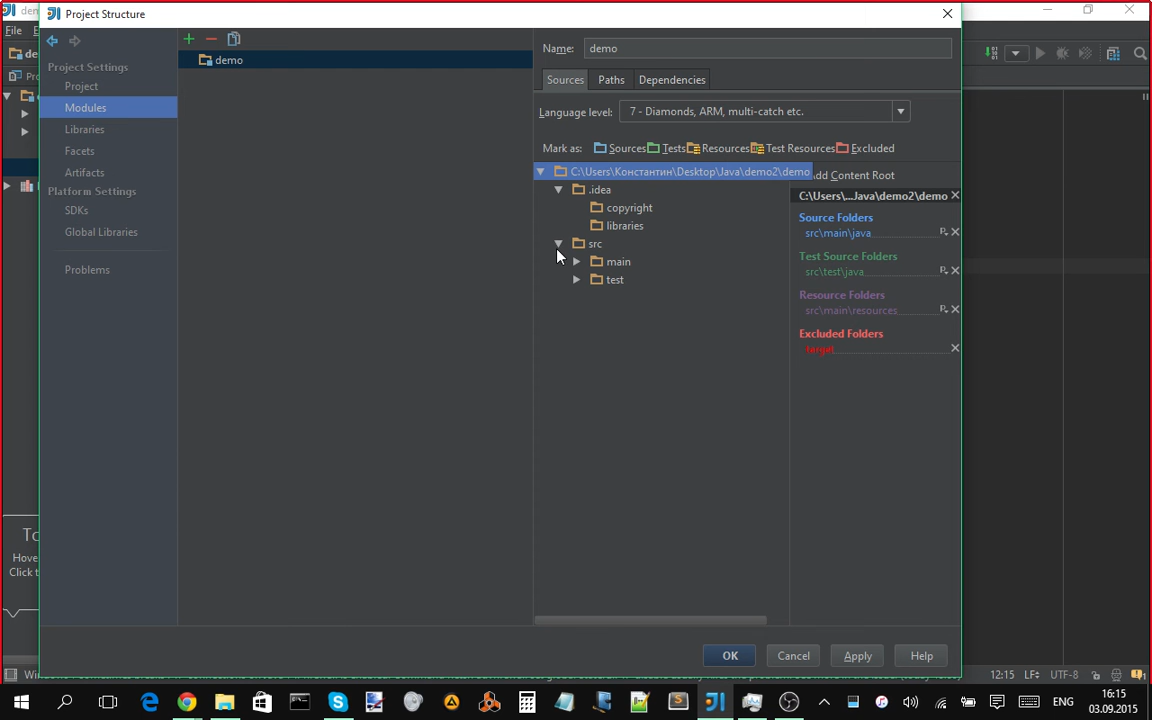 Project Structure
File
Project Settings
Project
Modules
Libraries
Facets
Artifacts
Platform Settings
SDKs
Global Libraries
Problems
demo
Name: demo
Sources Paths Dependencies
Language level: 7 - Diamonds, ARM, multi-catch etc.
Mark as: Sources Tests Resources Test Resources Excluded
C:\Users\Константин\Desktop\Java\demo2\demo
.idea
copyright
libraries
src
main
test
dd Content Root
C:\Users\...Java\demo2\demo
Source Folders
src\main\java
Test Source Folders
src\test\java
Resource Folders
src\main\resources
Excluded Folders
target
Hove
Click t
OK Cancel Apply Help
12:15 LF UTF-8
ENG
16:15
03.09.2015